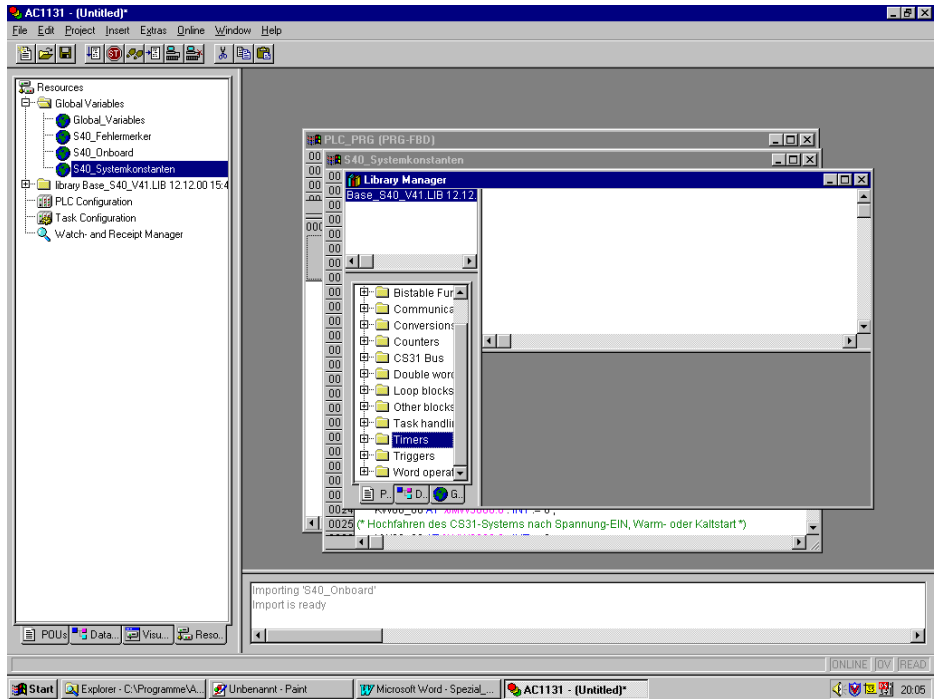 AC1131 - (Untitled)*
File Edit Project Insert Extras Online Window Help
Resources
Global Variables
Global_Variables
S40_Fehlermerker
S40_Onboard
S40_Systemkonstanten
library Base_S40_V41.LIB 12.12.00 15:4
PLC Configuration
Task Configuration
Watch- and Receipt Manager
POUs Data... Visu... Reso..
PLC_PRG (PRG-FBD)
S40_Systemkonstanten
Library Manager
Base_S40_V41.LIB 12.12.
Bistable Fur
Communica
Conversions
Counters
CS31 Bus
Double word
Loop blocks
Other blocks
Task handlin
Timers
Triggers
Word operat
P.. D.. G..
0024
0025 (* Hochfahren des CS31-Systems nach Spannung-EIN, Warm- oder Kaltstart *)
Importing 'S40_Onboard'
Import is ready
ONLINE OV READ
Start Explorer - C:\Programme\A... Unbenannt - Paint Microsoft Word - Spezial_... AC1131 - (Untitled)* 20:05